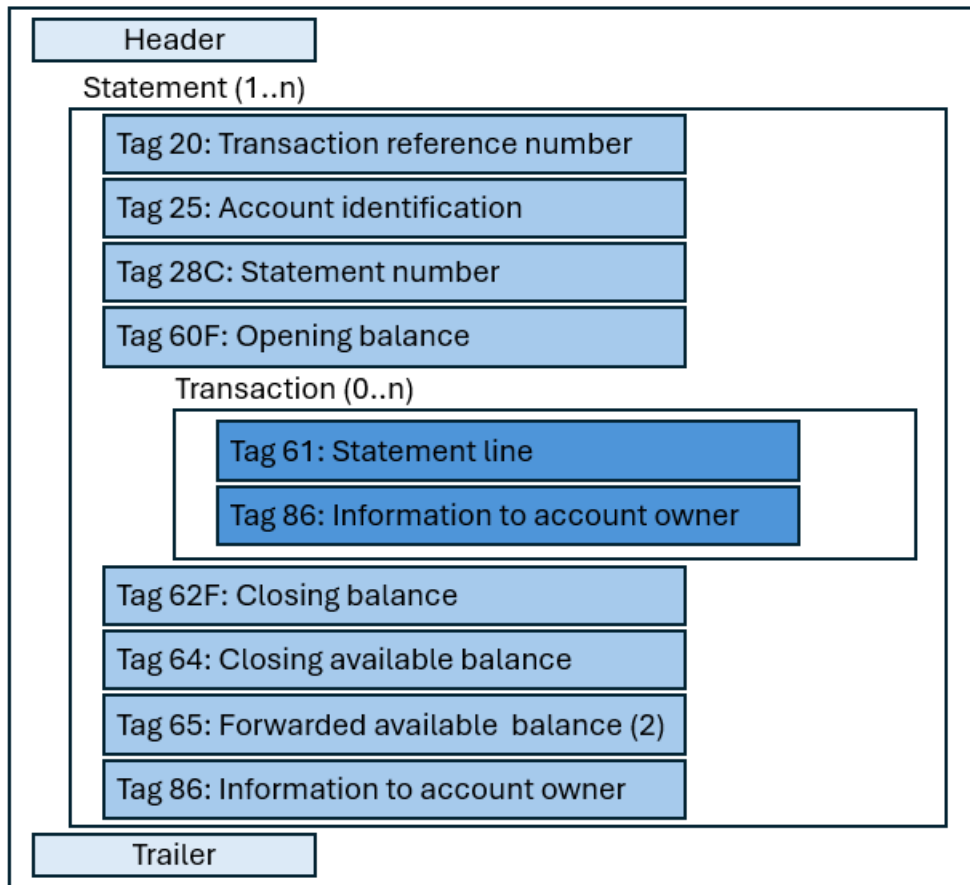 Header
Statement (1..n)
Tag 20: Transaction reference number
Tag 25: Account identification
Tag 28C: Statement number
Tag 60F: Opening balance
Transaction (0..n)
Tag 61: Statement line
Tag 86: Information to account owner
Tag 62F: Closing balance
Tag 64: Closing available balance
Tag 65: Forwarded available  balance (2)
Tag 86: Information to account owner
Trailer